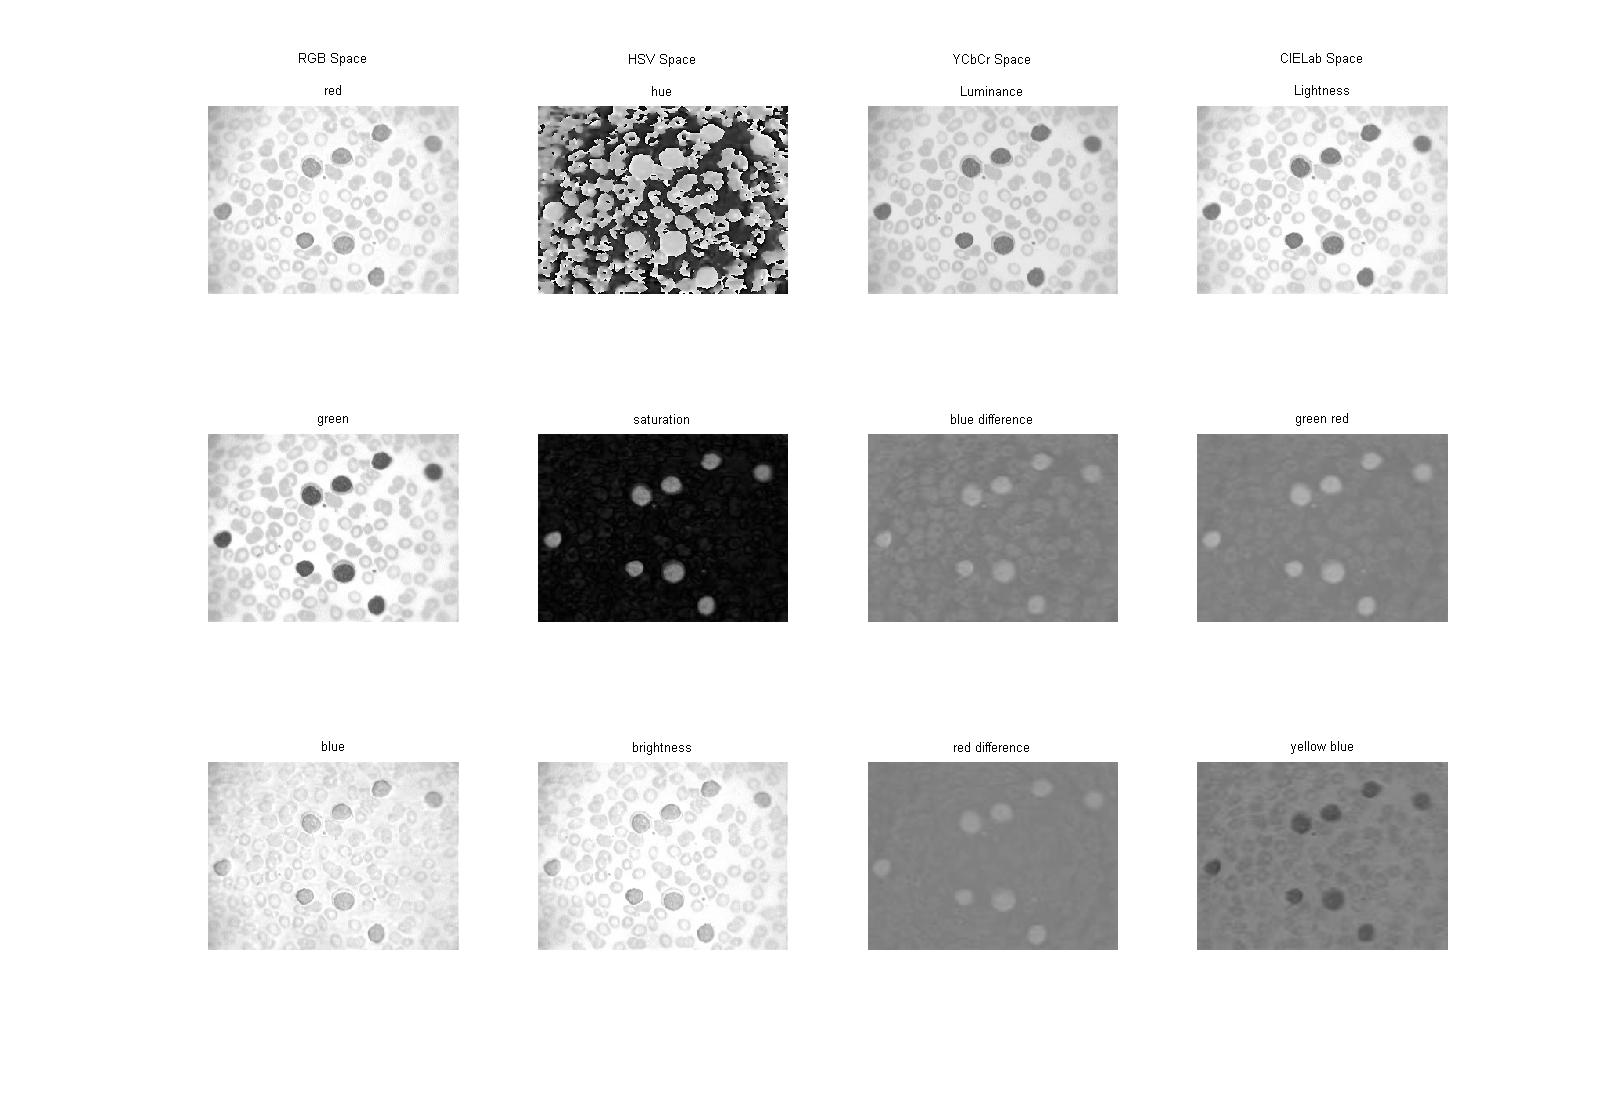 RGB Space
HSV Space
YCbCr Space
CIELab Space
red
hue
Luminance
Lightness
green
saturation
blue difference
green red
blue
brightness
red difference
yellow blue